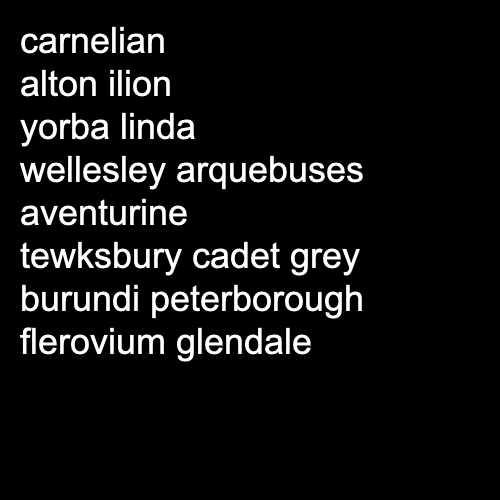 carnelian
alton ilion
yorba linda
wellesley arquebuses
aventurine
tewksbury cadet grey
burundi peterborough
flerovium glendale